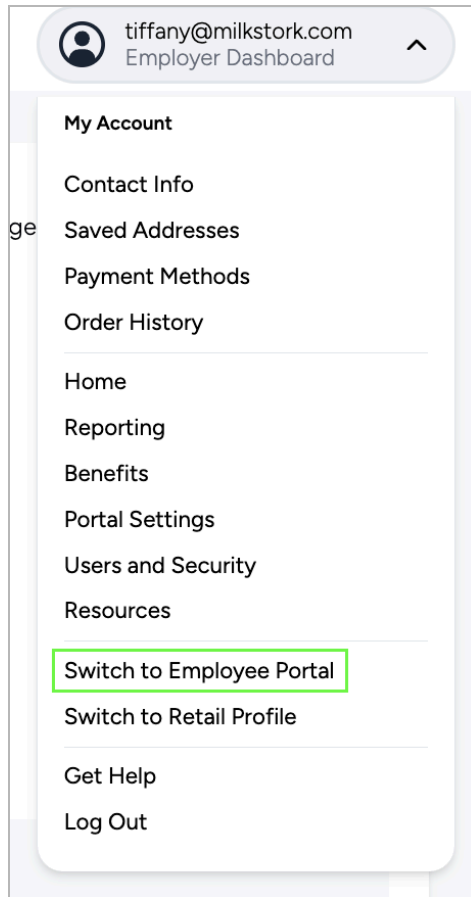 tiffany@milkstork.com
Employer Dashboard
My Account
Contact Info
ge
Saved Addresses
Payment Methods
Order History
Home
Reporting
Benefits
Portal Settings
Users and Security
Resources
Switch to Employee Portal
Switch to Retail Profile
Get Help
Log Out